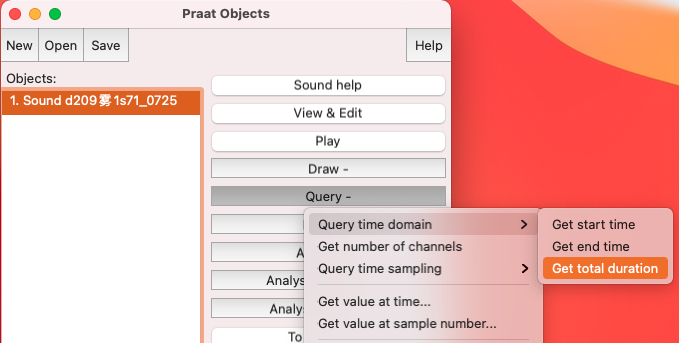 Praat Objects
New Open Save Help
Objects:
1. Sound d209雾1s71_0725
Sound help
View & Edit
Play
Draw -
Query -
Query time domain
Get number of channels
Query time sampling
Get value at time...
Get value at sample number...
Get start time
Get end time
Get total duration
Analys
Analy
To